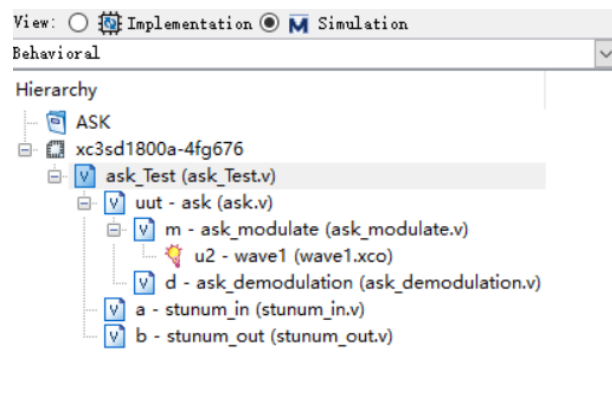 View: Implementation Simulation
Behavioral
Hierarchy
ASK
xc3sd1800a-4fg676
ask_Test (ask_Test.v)
uut - ask (ask.v)
m - ask_modulate (ask_modulate.v)
u2 - wave1 (wave1.xco)
d - ask_demodulation (ask_demodulation.v)
a - stunum_in (stunum_in.v)
b - stunum_out (stunum_out.v)